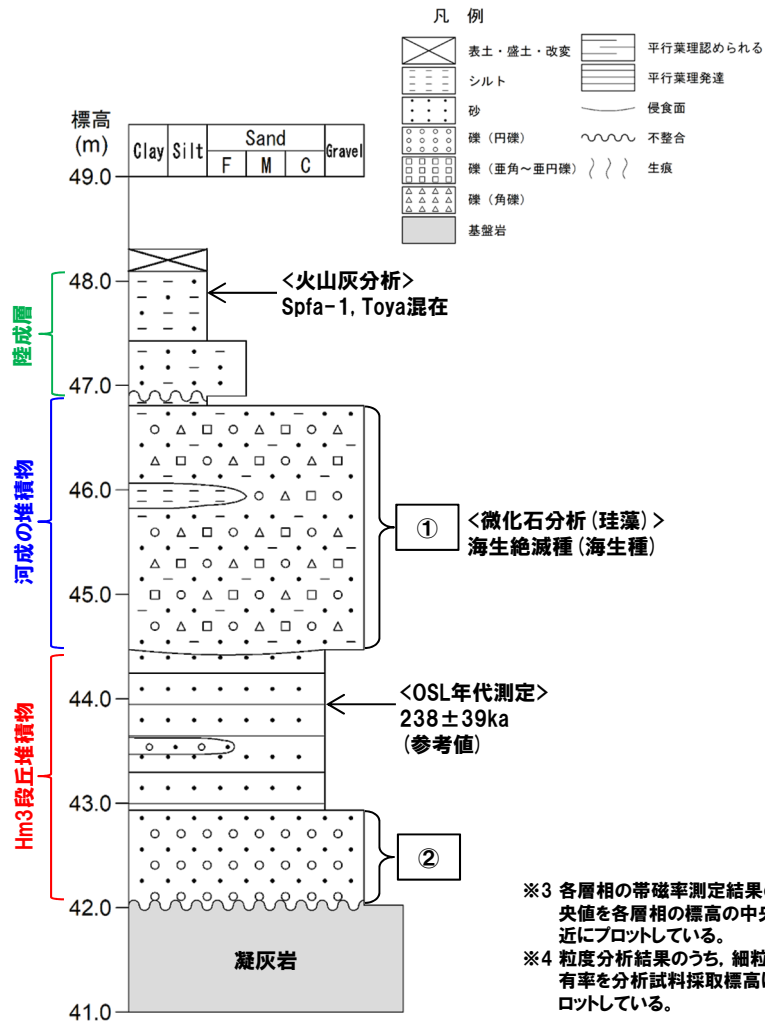 凡 例
表土・盛土・改変
平行葉理認められる
シルト
平行葉理発達
砂
侵食面
礫（円礫）
不整合
礫（亜角～亜円礫）
生痕
礫（角礫）
基盤岩
標高
(m)
Clay
Silt
Sand
F
M
C
Gravel
49.0
48.0
47.0
46.0
45.0
44.0
43.0
42.0
41.0
陸成層
河成の堆積物
Hm3段丘堆積物
<火山灰分析>
Spfa-1, Toya混在
①
<微化石分析(珪藻)>
海生絶滅種(海生種)
<OSL年代測定>
238±39ka
(参考値)
②
凝灰岩
※3 各層相の帯磁率測定結果の
央値を各層相の標高の中央
近にプロットしている。
※4 粒度分析結果のうち, 細粒
有率を分析試料採取標高に
ロットしている。